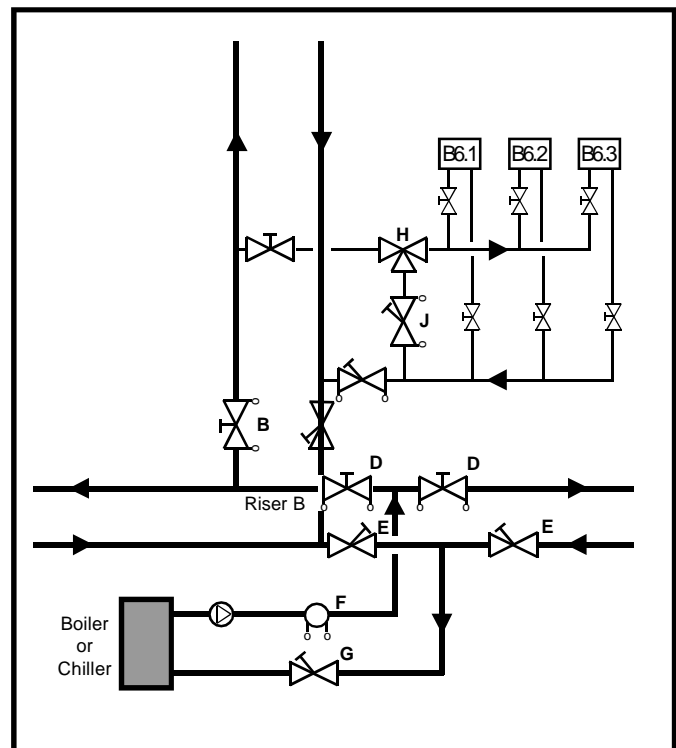 B6.1 B6.2 B6.3
H
J
B
D D
Riser B
E E
F
Boiler
or
Chiller
G